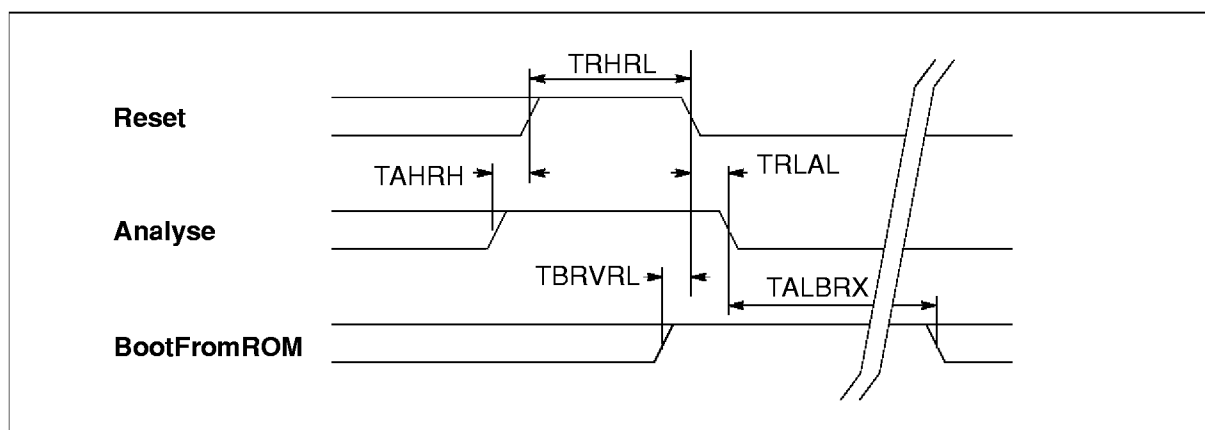 TRHRL
Reset
TAHRH
TRLAL
Analyse
TBRVRL
TALBRX
BootFromROM